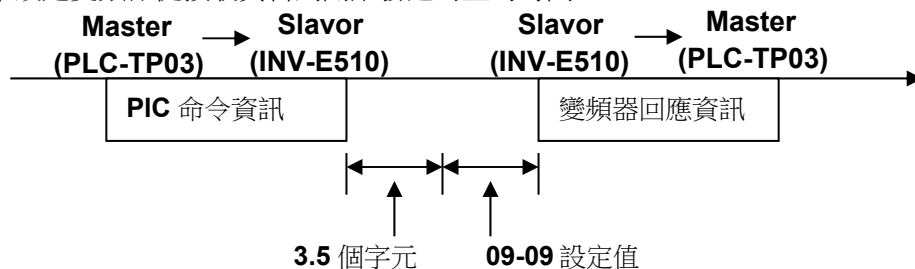 Master → Slavor
(PLC-TP03) (INV-E510)
Slavor → Master
(INV-E510) (PLC-TP03)
PIC 命令資訊
變頻器回應資訊
3.5 個字元
09-09 設定值